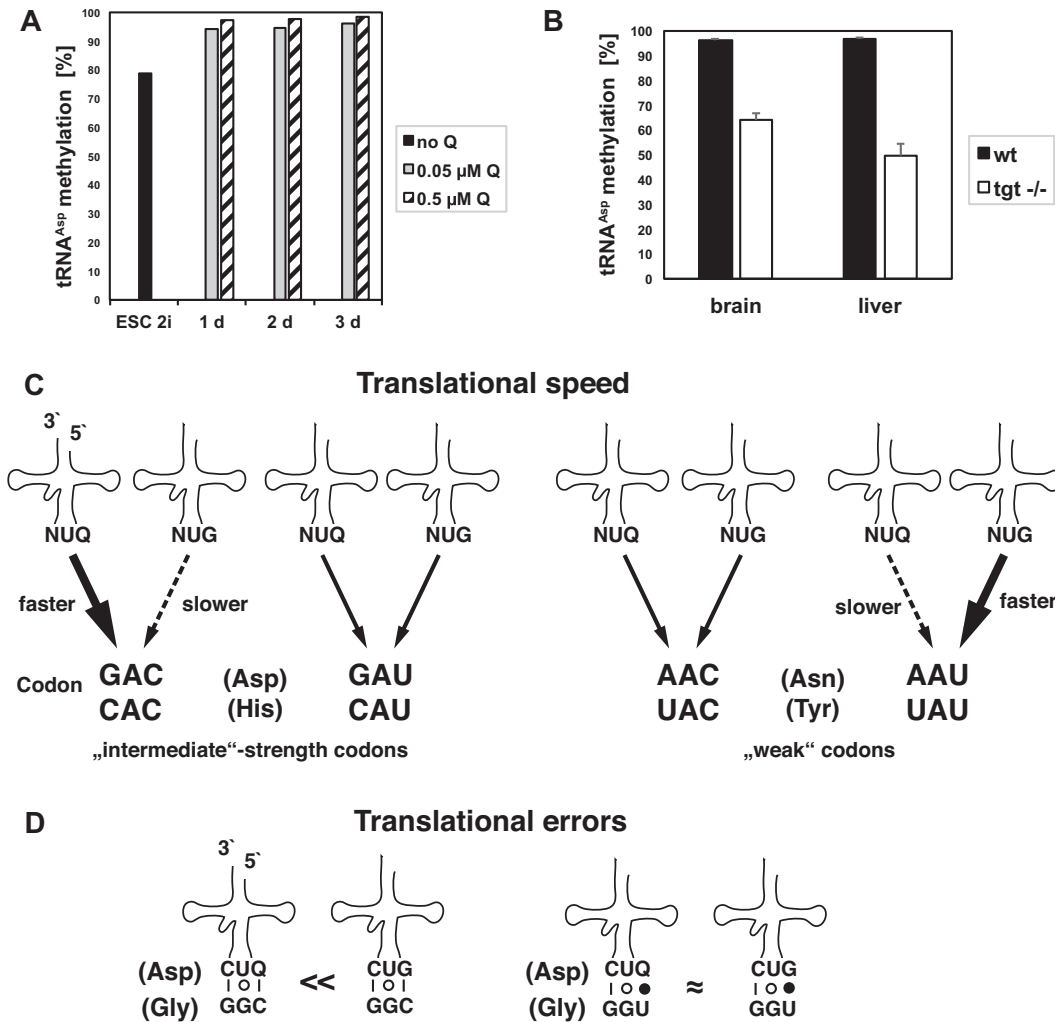 A
tRNAAsp methylation [%]
100
90
80
70
60
50
40
30
20
10
0
ESC 2i 1 d 2 d 3 d
no Q
0.05 µM Q
0.5 µM Q
B
tRNAAsp methylation [%]
100
90
80
70
60
50
40
30
20
10
0
brain liver
wt
tgt -/-
C
Translational speed
3` 5`
NUQ NUG NUQ NUG NUQ NUG NUQ NUG
faster slower slower faster
Codon GAC (Asp) GAU AAC (Asn) AAU
CAC (His) CAU UAC (Tyr) UAU
„intermediate“-strength codons „weak“ codons
D
Translational errors
3` 5`
(Asp) CUQ << CUG (Asp) CUQ ≈ CUG
(Gly) GGC GGC (Gly) GGU GGU